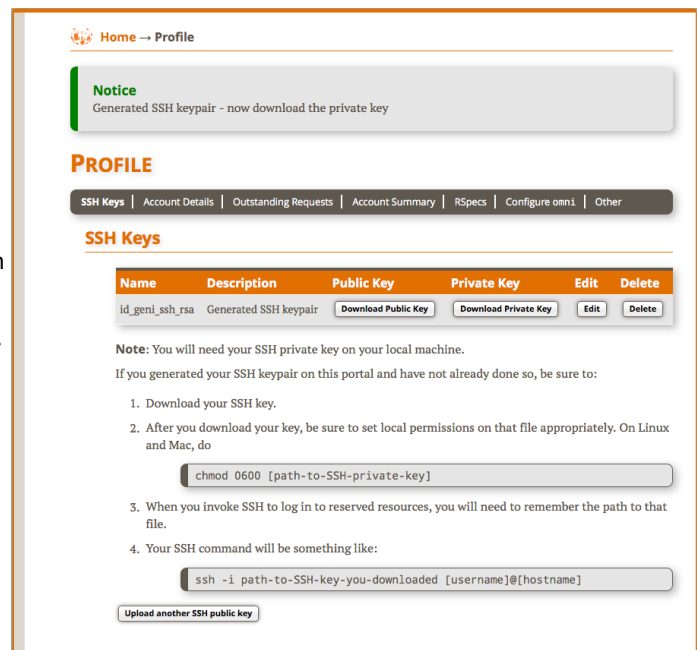 Home → Profile
Notice
Generated SSH keypair - now download the private key
PROFILE
SSH Keys | Account Details | Outstanding Requests | Account Summary | RSpecs | Configure omni | Other
SSH Keys
Name Description Public Key Private Key Edit Delete
id_geni_ssh_rsa Generated SSH keypair Download Public Key Download Private Key Edit Delete
Note: You will need your SSH private key on your local machine.
If you generated your SSH keypair on this portal and have not already done so, be sure to:
1. Download your SSH key.
2. After you download your key, be sure to set local permissions on that file appropriately. On Linux
and Mac, do
chmod 0600 [path-to-SSH-private-key]
3. When you invoke SSH to log in to reserved resources, you will need to remember the path to that
file.
4. Your SSH command will be something like:
ssh -i path-to-SSH-key-you-downloaded [username]@[hostname]
Upload another SSH public key